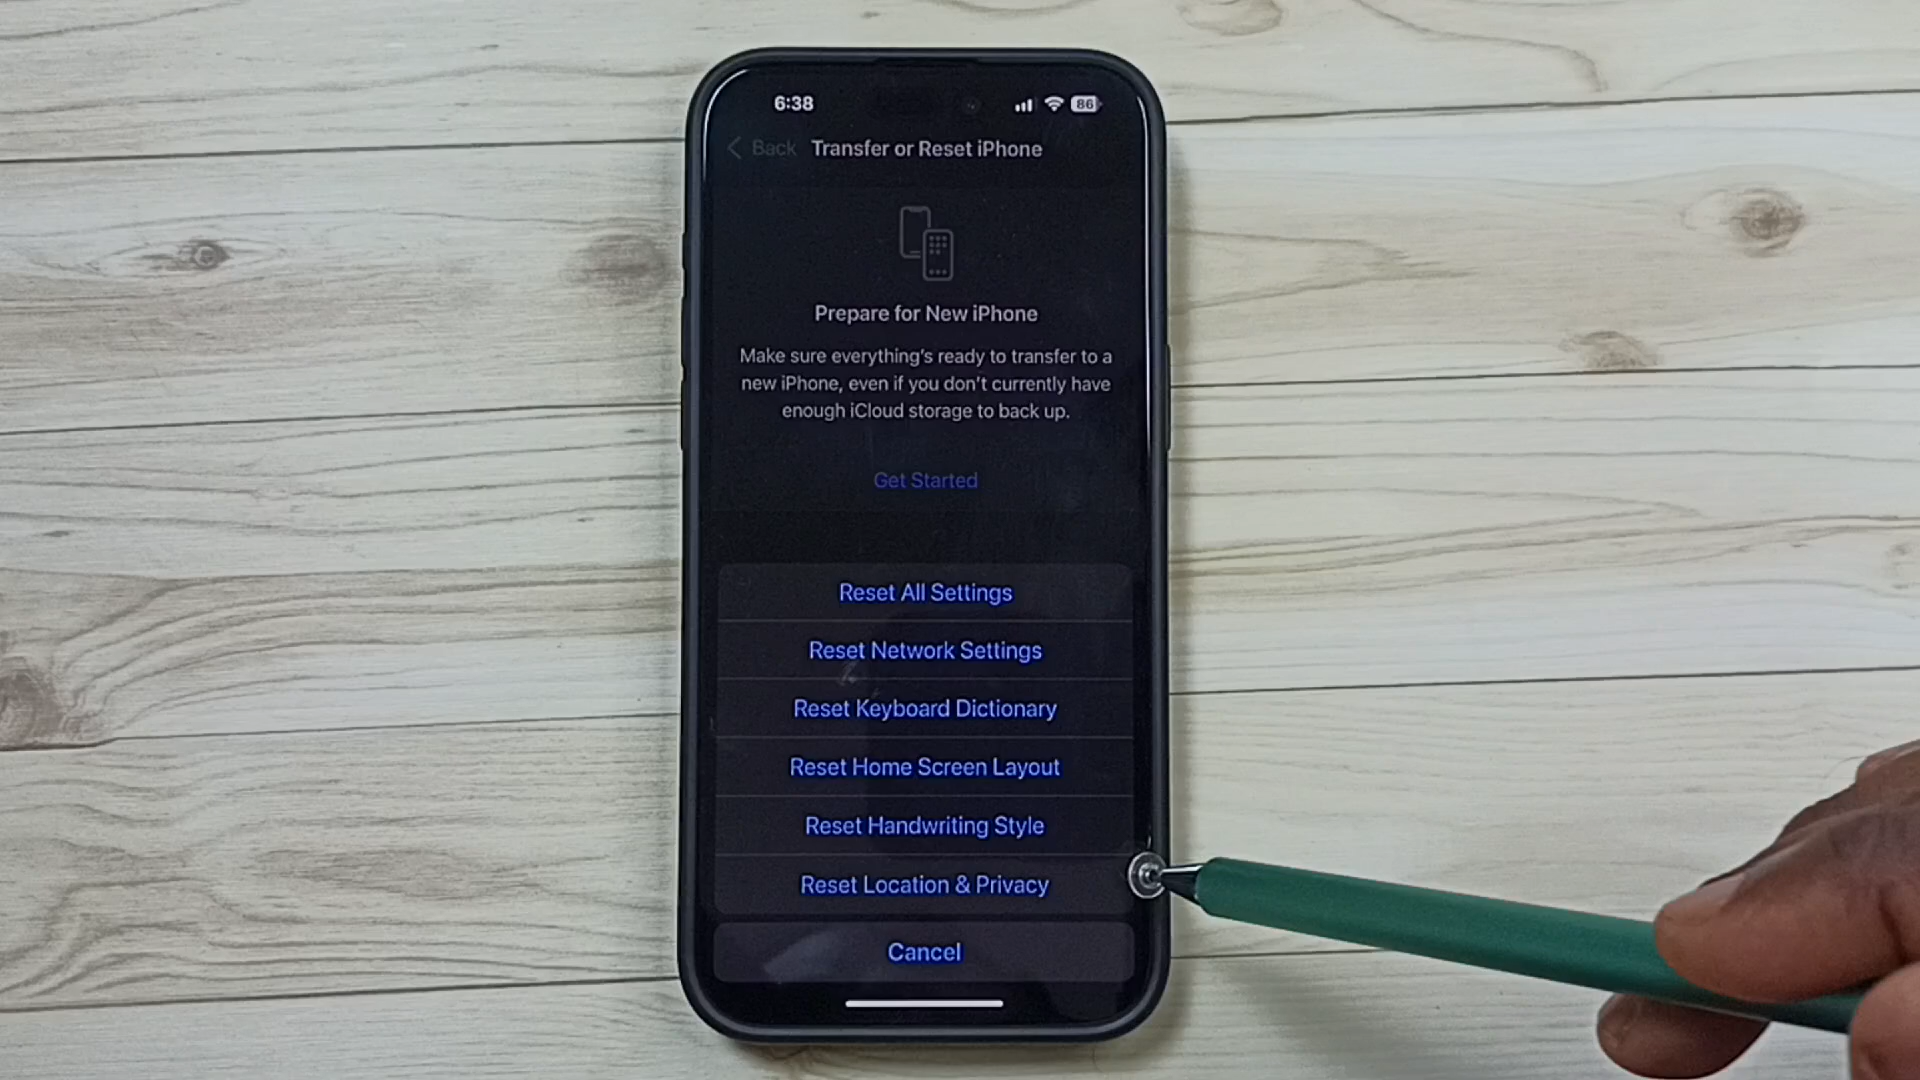 6:38
86
Back
Transfer or Reset iPhone
Prepare for New iPhone
Make sure everything's ready to transfer to a
new iPhone, even if you don't currently have
enough iCloud storage to back up.
Get Started
Reset All Settings
Reset Network Settings
Reset Keyboard Dictionary
Reset Home Screen Layout
Reset Handwriting Style
Reset Location & Privacy
Cancel